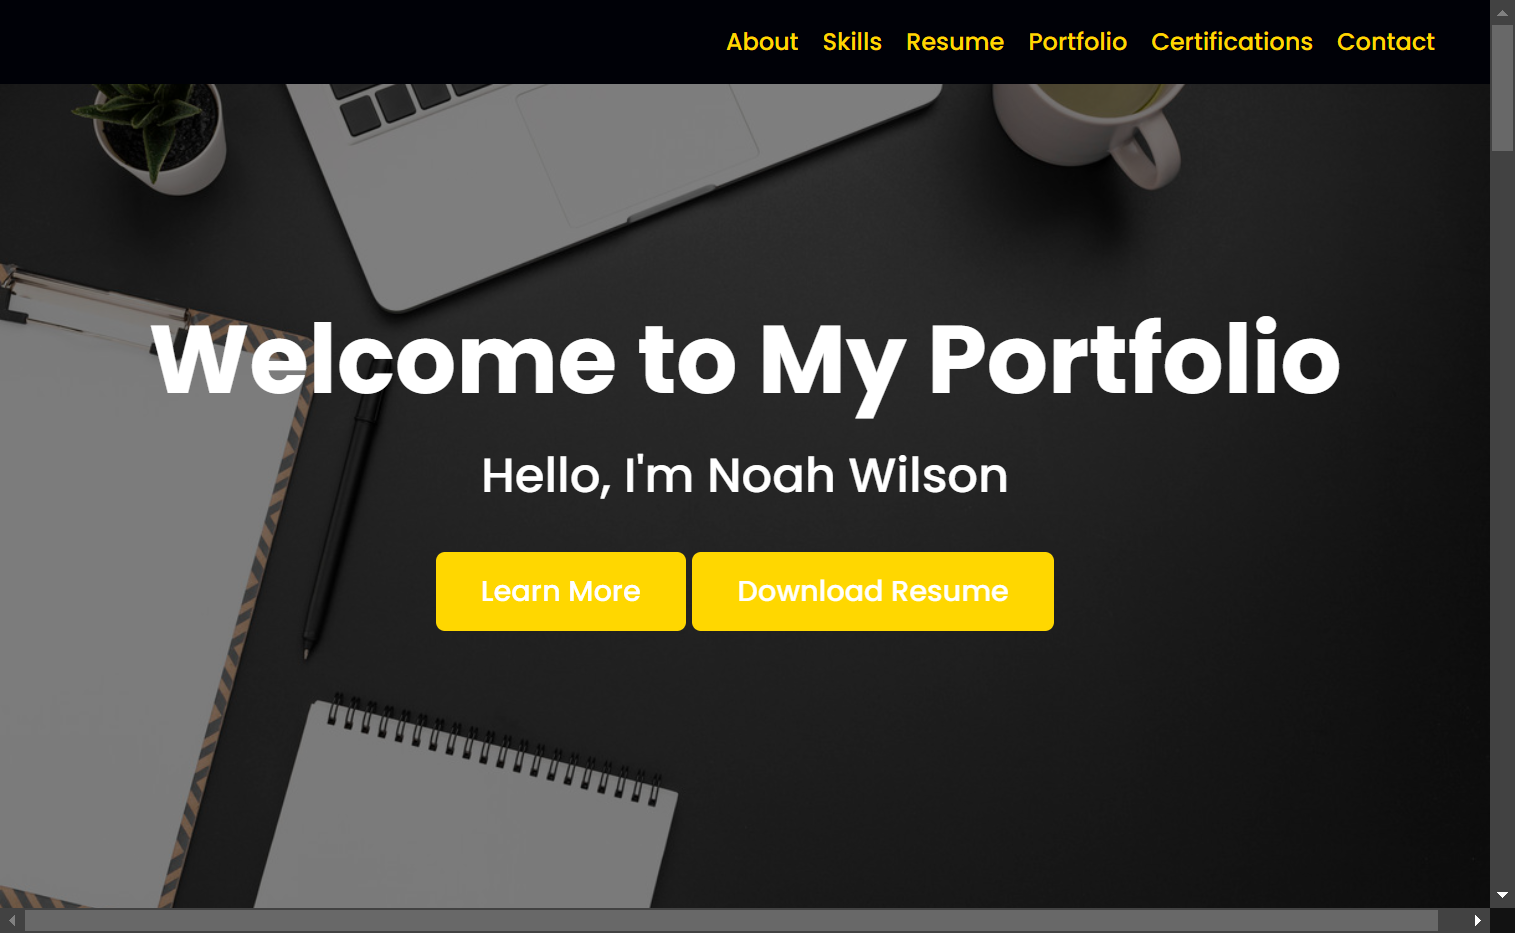 About Skills Resume Portfolio Certifications Contact
Welcome to My Portfolio
Hello, I'm Noah Wilson
Learn More Download Resume